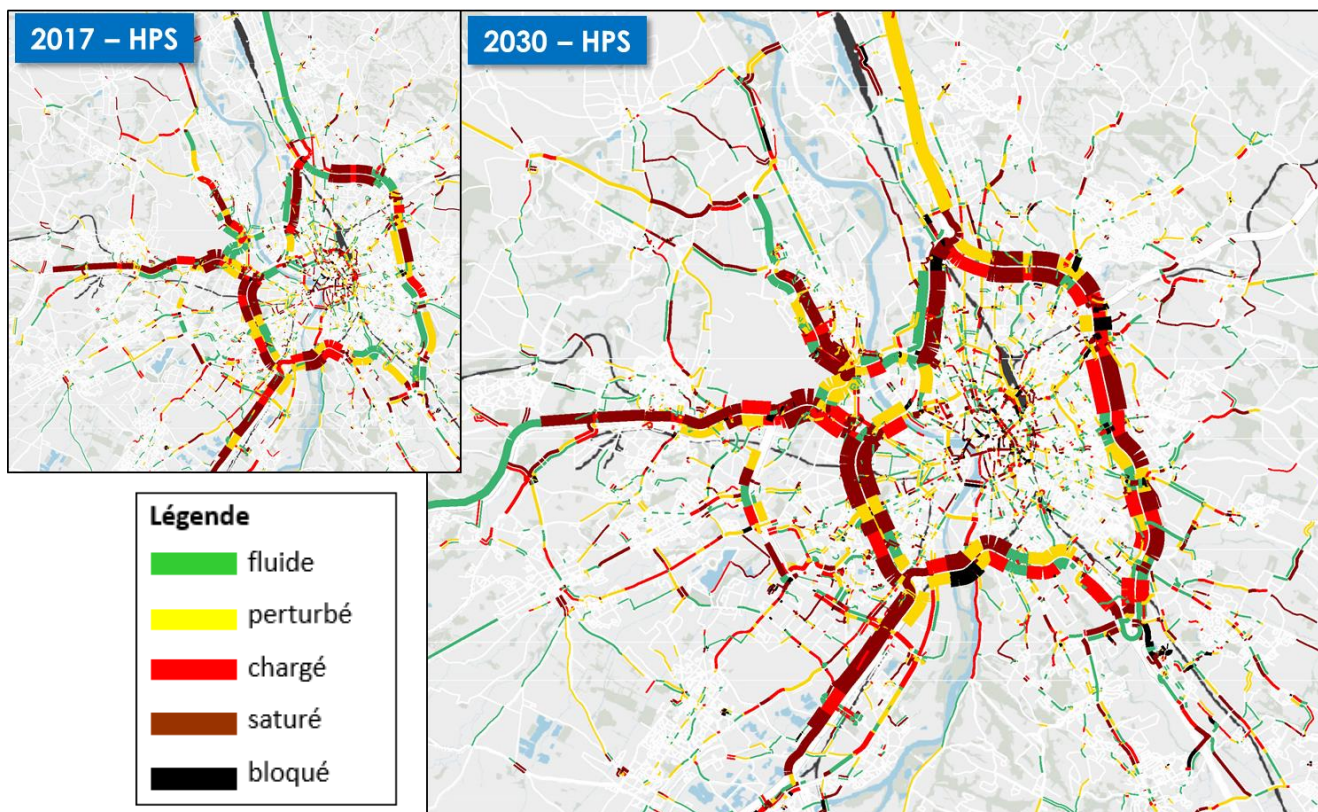 2017 – HPS
2030 – HPS
Légende
fluide
perturbé
chargé
saturé
bloqué